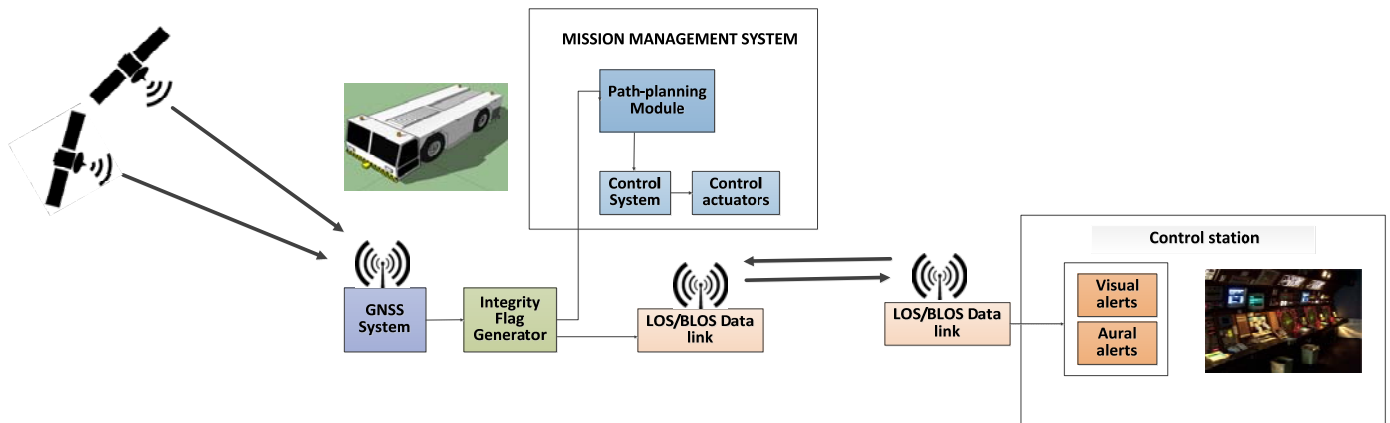 MISSION MANAGEMENT SYSTEM
Path-planning
Module
Control
System
Control
actuators
GNSS
System
Integrity
Flag
Generator
LOS/BLOS Data
link
LOS/BLOS Data
link
Control station
Visual
alerts
Aural
alerts